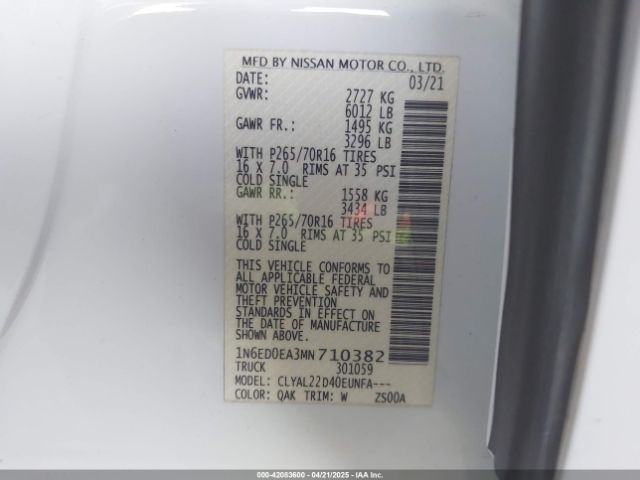 MFD BY NISSAN MOTOR CO., LTD.
DATE: 03/21
GVWR: 2727 KG
6012 LB
GAWR FR.: 1495 KG
3296 LB
WITH P265/70R16 TIRES
16 X 7.0 RIMS AT 35 PSI
COLD SINGLE
GAWR RR.: 1558 KG
3434 LB
WITH P265/70R16 TIRES
16 X 7.0 RIMS AT 35 PSI
COLD SINGLE
THIS VEHICLE CONFORMS TO
ALL APPLICABLE FEDERAL
MOTOR VEHICLE SAFETY AND
THEFT PREVENTION
STANDARDS IN EFFECT ON
THE DATE OF MANUFACTURE
SHOWN ABOVE.
1N6ED0EA3MN710382
TRUCK 301059
MODEL: CLYAL22D40EUNFA---
COLOR: QAK TRIM: W ZS00A
000-42083600 - 04/21/2025 - IAAI.com